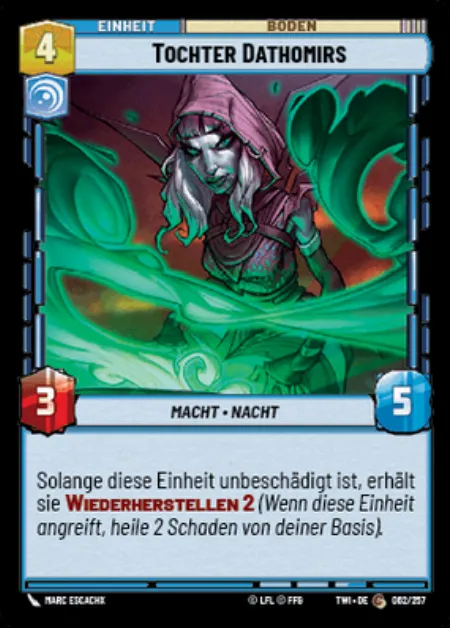 EINHEIT
BODEN
4
TOCHTER DATHOMIRS
3
MACHT • NACHT
5
Solange diese Einheit unbeschädigt ist, erhält
sie WIEDERHERSTELLEN 2 (Wenn diese Einheit
angreift, heile 2 Schaden von deiner Basis).
MARC ESCACHX
© LFL © FFG
TWI • DE
C
062/257